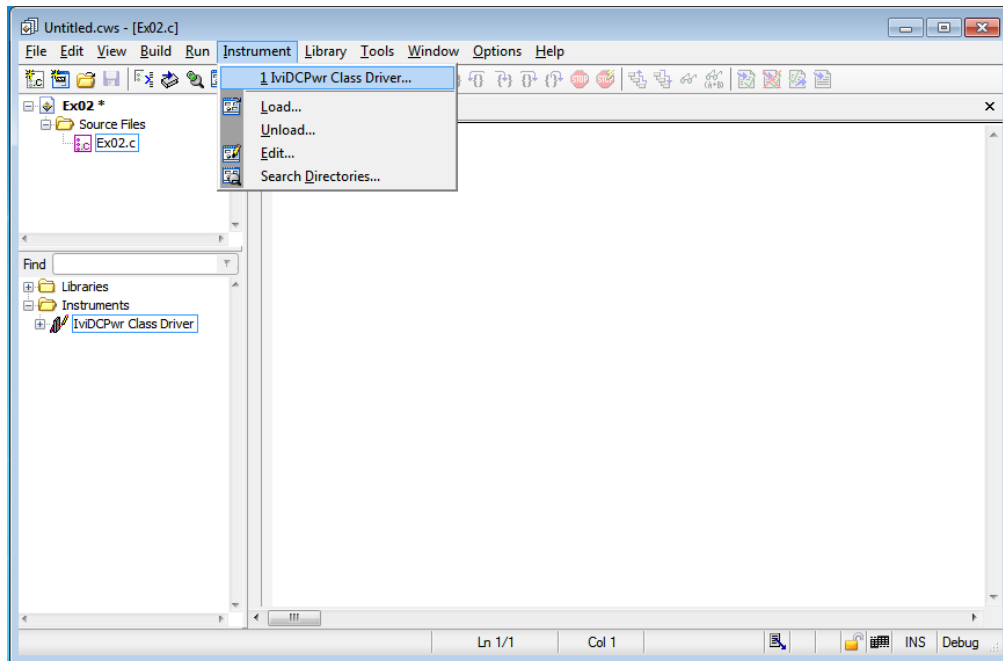 Untitled.cws - [Ex02.c]
File Edit View Build Run Instrument Library Tools Window Options Help
1 IviDCPwr Class Driver...
Load...
Unload...
Edit...
Search Directories...
Ex02 *
Source Files
Ex02.c
Find
Libraries
Instruments
IviDCPwr Class Driver
Ln 1/1 Col 1 INS Debug